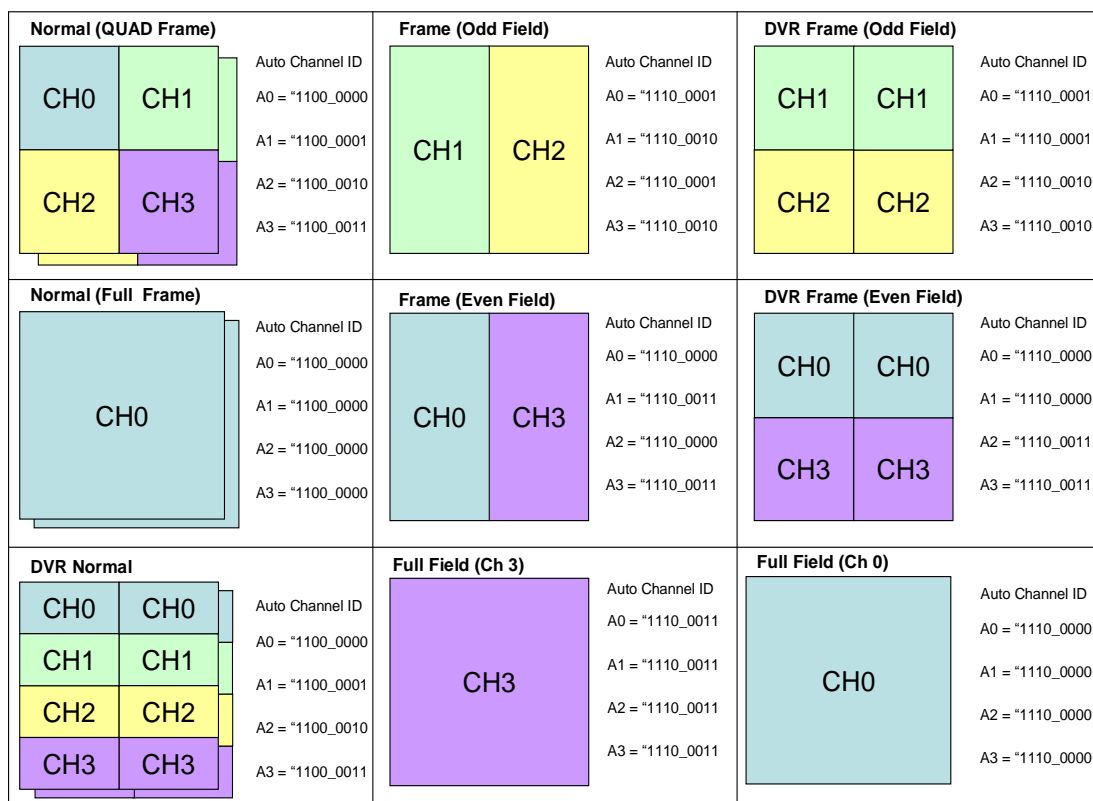 Normal (QUAD Frame)
CH0 CH1
CH2 CH3
Auto Channel ID
A0 = “1100_0000
A1 = “1100_0001
A2 = “1100_0010
A3 = “1100_0011
Frame (Odd Field)
CH1 CH2
Auto Channel ID
A0 = “1110_0001
A1 = “1110_0010
A2 = “1110_0001
A3 = “1110_0010
DVR Frame (Odd Field)
CH1 CH1
CH2 CH2
Auto Channel ID
A0 = “1110_0001
A1 = “1110_0001
A2 = “1110_0010
A3 = “1110_0010
Normal (Full Frame)
CH0
Auto Channel ID
A0 = “1100_0000
A1 = “1100_0000
A2 = “1100_0000
A3 = “1100_0000
Frame (Even Field)
CH0 CH3
Auto Channel ID
A0 = “1110_0000
A1 = “1110_0011
A2 = “1110_0000
A3 = “1110_0011
DVR Frame (Even Field)
CH0 CH0
CH3 CH3
Auto Channel ID
A0 = “1110_0000
A1 = “1110_0000
A2 = “1110_0011
A3 = “1110_0011
DVR Normal
CH0 CH0
CH1 CH1
CH2 CH2
CH3 CH3
Auto Channel ID
A0 = “1100_0000
A1 = “1100_0001
A2 = “1100_0010
A3 = “1100_0011
Full Field (Ch 3)
CH3
Auto Channel ID
A0 = “1110_0011
A1 = “1110_0011
A2 = “1110_0011
A3 = “1110_0011
Full Field (Ch 0)
CH0
Auto Channel ID
A0 = “1110_0000
A1 = “1110_0000
A2 = “1110_0000
A3 = “1110_0000